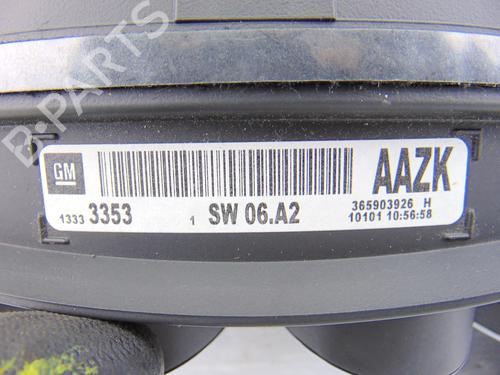 B-PARTS
GM
AAZK
1333 3353
1 SW 06.A2
365903926 H
10101 10:56:58